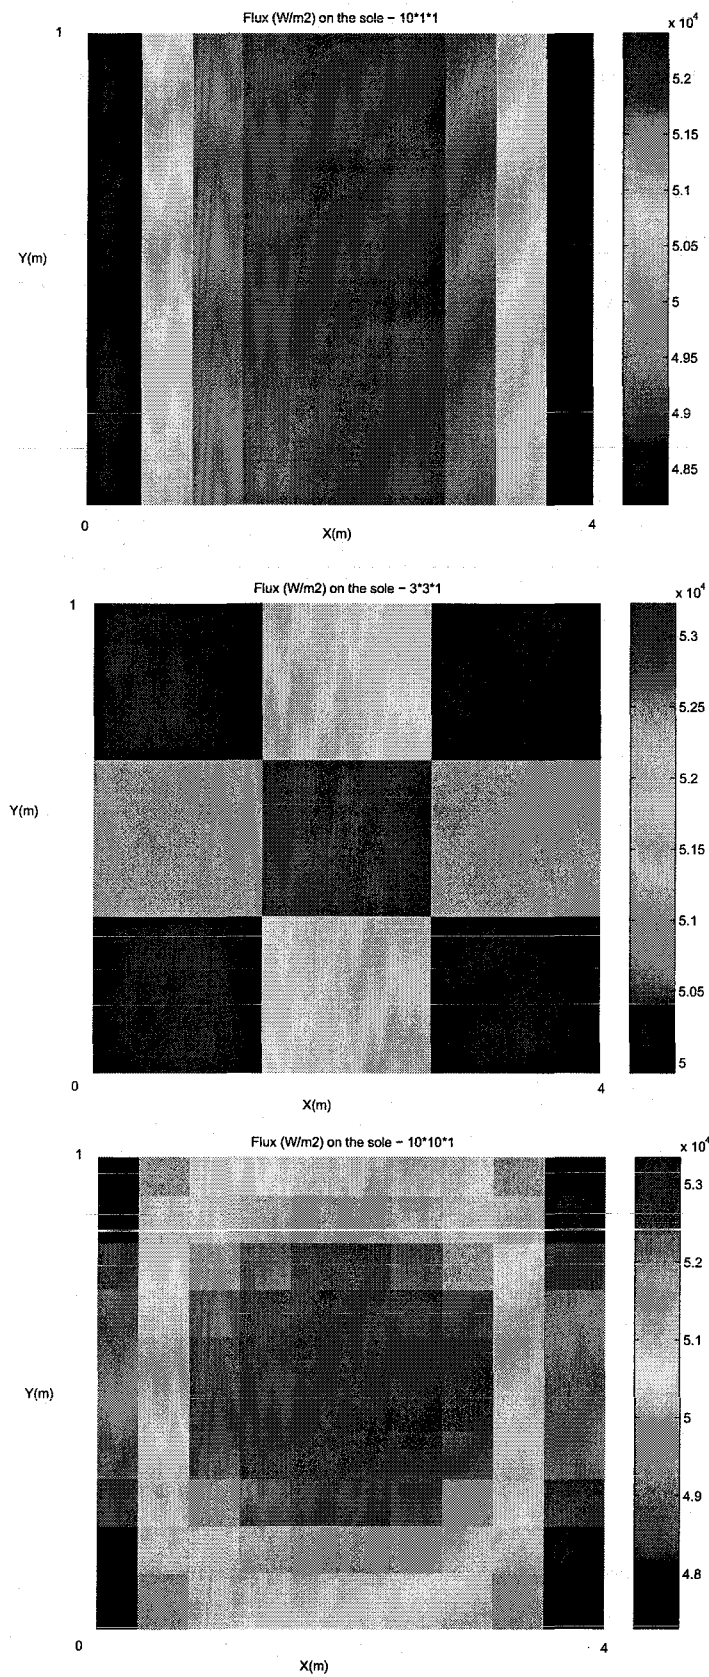 Flux (W/m2) on the sole − 10*1*1
x 10^4
1
5.2
5.15
5.1
5.05
5
4.95
4.9
4.85
Y(m)
0
4
X(m)
Flux (W/m2) on the sole − 3*3*1
x 10^4
1
5.3
5.25
5.2
5.15
5.1
5.05
5
Y(m)
0
4
X(m)
Flux (W/m2) on the sole − 10*10*1
x 10^4
1
5.3
5.2
5.1
5
4.9
4.8
Y(m)
0
4
X(m)